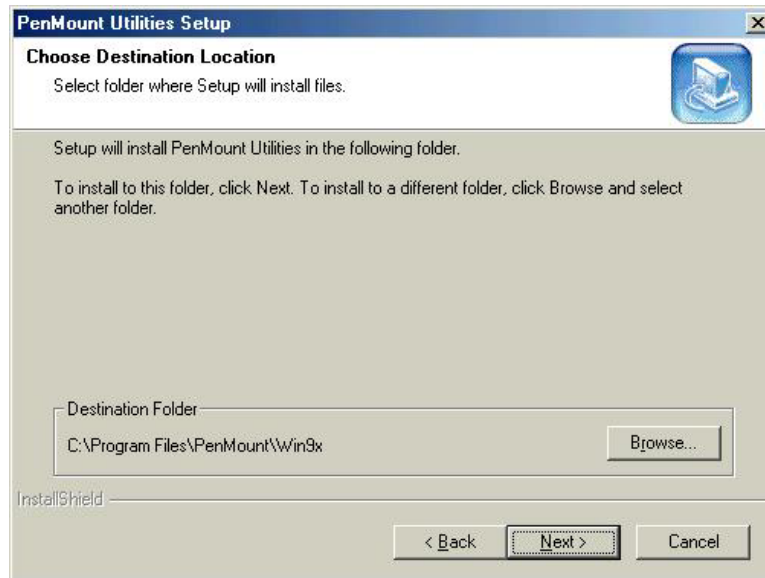 PenMount Utilities Setup
Choose Destination Location
Select folder where Setup will install files.
Setup will install PenMount Utilities in the following folder.
To install to this folder, click Next. To install to a different folder, click Browse and select
another folder.
Destination Folder
C:\Program Files\PenMount\Win9x
Browse...
InstallShield
< Back
Next >
Cancel